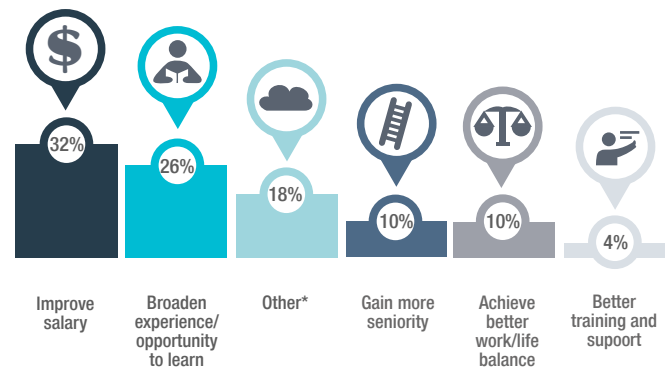 $
32%
26%
18%
10%
10%
4%
Improve
salary
Broaden
experience/
opportunity
to learn
Other*
Gain more
seniority
Achieve
better
work/life
balance
Better
training and
supoort